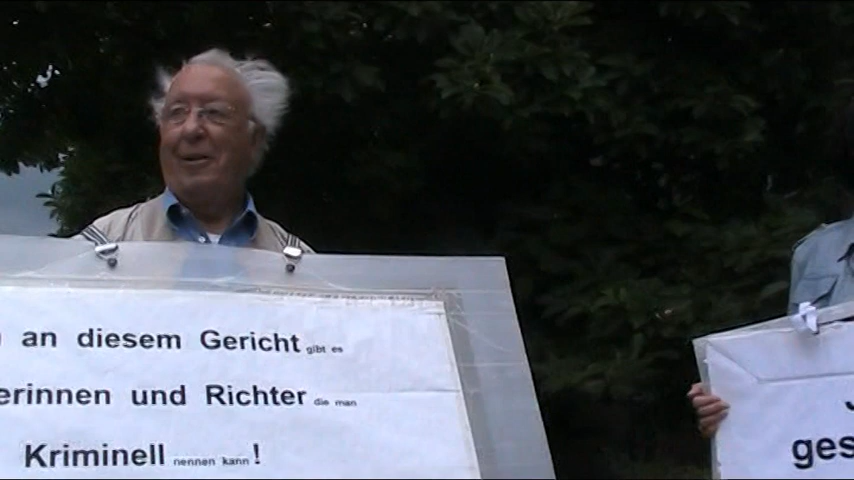 an diesem Gericht gibt es
erinnen und Richter die man
Kriminell nennen kann!
ges